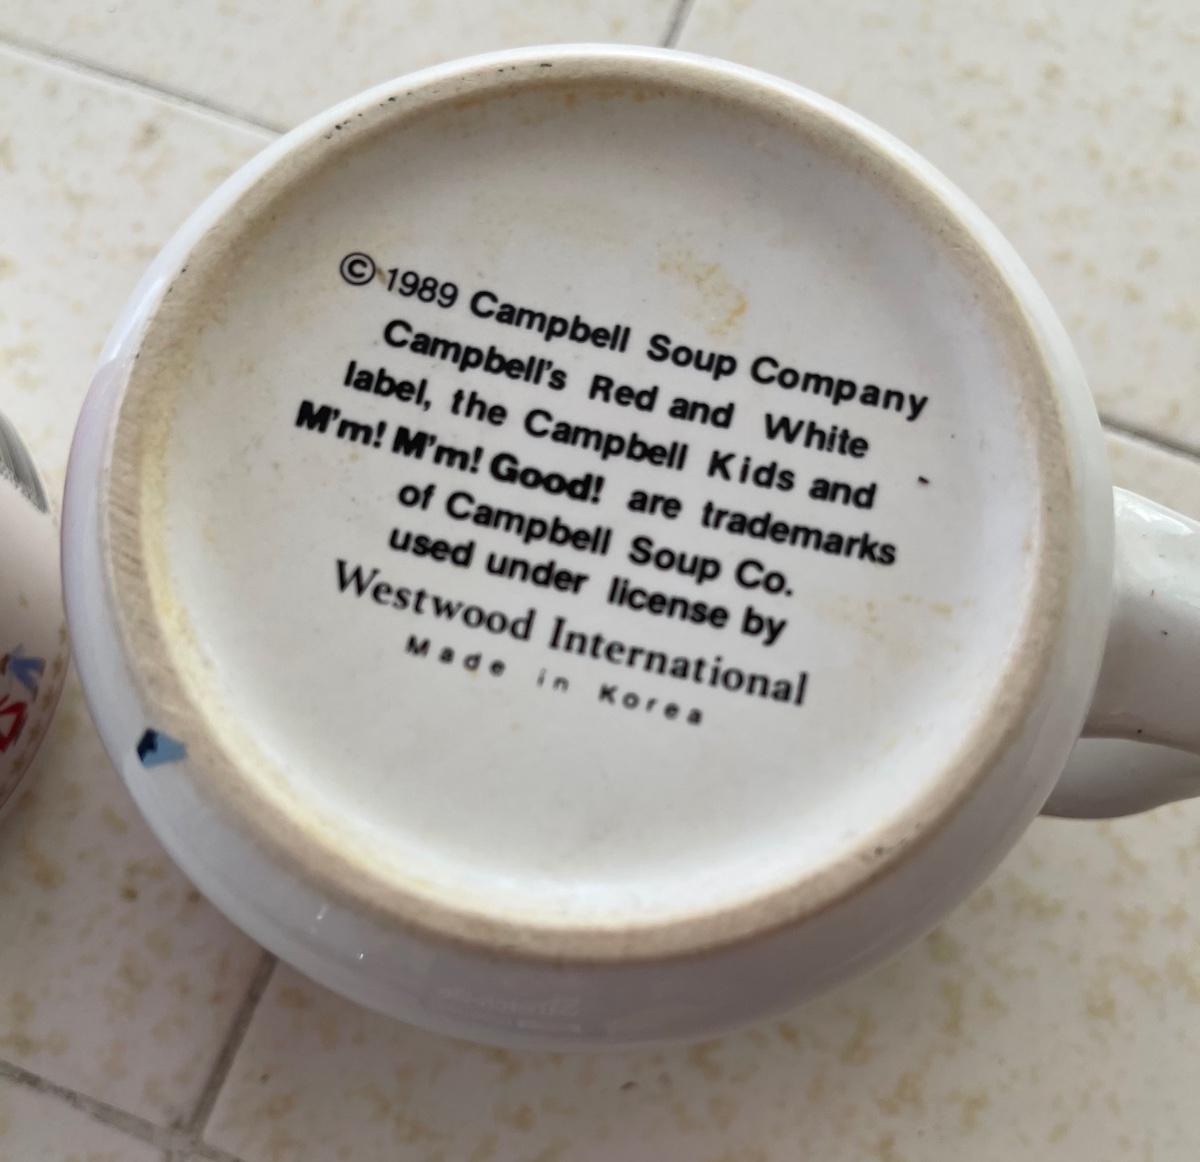 © 1989 Campbell Soup Company
Campbell's Red and White
label, the Campbell Kids and
M'm! M'm! Good! are trademarks
of Campbell Soup Co.
used under license by
Westwood International
Made in Korea